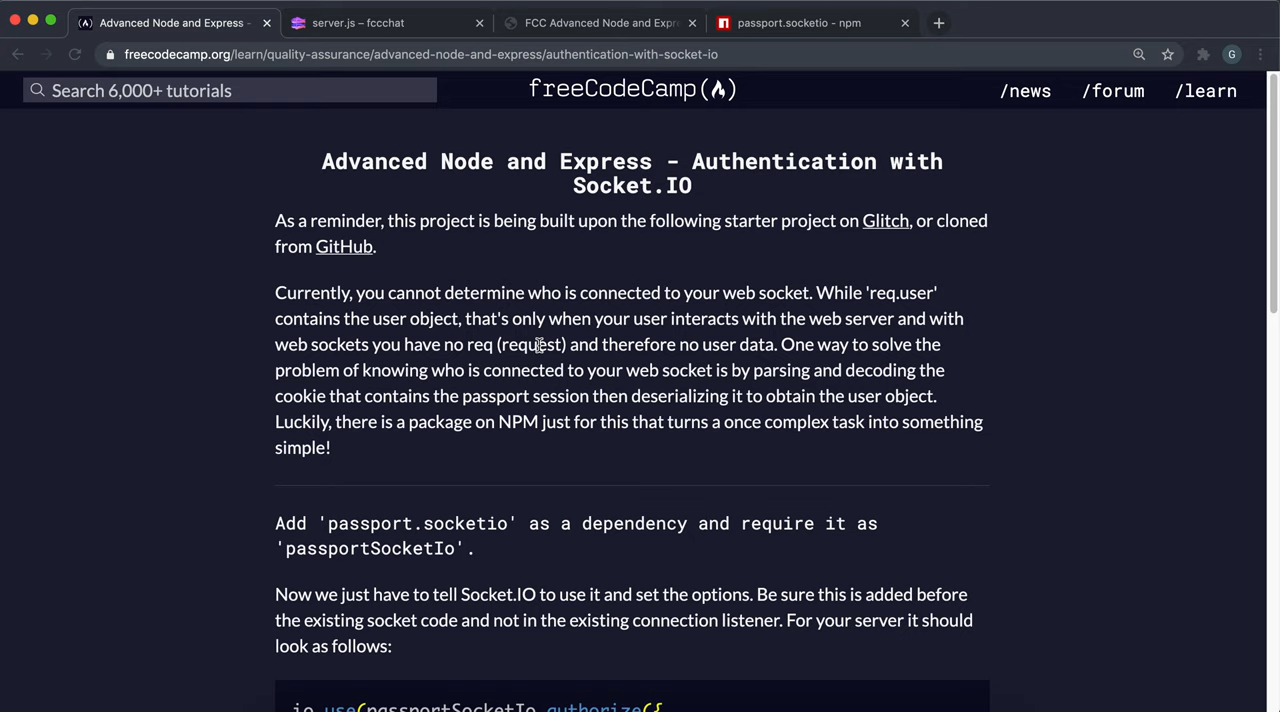 Advanced Node and Express -
server.js – fccchat
FCC Advanced Node and Expre
passport.socketio - npm
freecodecamp.org/learn/quality-assurance/advanced-node-and-express/authentication-with-socket-io
G
Search 6,000+ tutorials
freeCodeCamp
/news
/forum
/learn
Advanced Node and Express - Authentication with
Socket.IO
As a reminder, this project is being built upon the following starter project on Glitch, or cloned
from GitHub.
Currently, you cannot determine who is connected to your web socket. While 'req.user'
contains the user object, that's only when your user interacts with the web server and with
web sockets you have no req (request) and therefore no user data. One way to solve the
problem of knowing who is connected to your web socket is by parsing and decoding the
cookie that contains the passport session then deserializing it to obtain the user object.
Luckily, there is a package on NPM just for this that turns a once complex task into something
simple!
Add 'passport.socketio' as a dependency and require it as
'passportSocketIo'.
Now we just have to tell Socket.IO to use it and set the options. Be sure this is added before
the existing socket code and not in the existing connection listener. For your server it should
look as follows:
io.use(passportSocketIo.authorize({